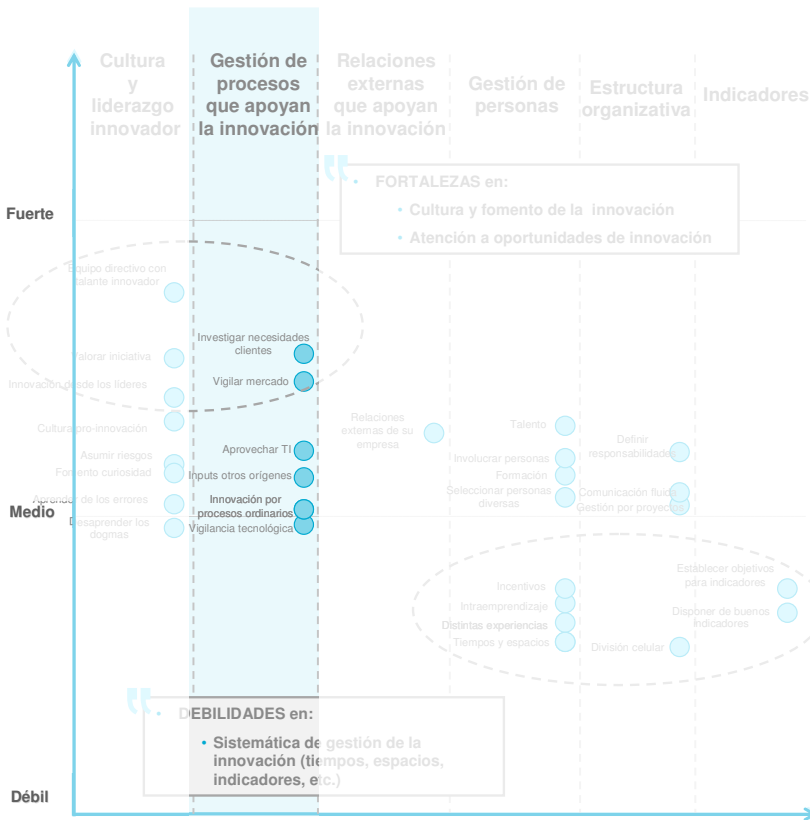 Cultura
y
liderazgo
innovador
Gestión de
procesos
que apoyan
la innovación
Relaciones
externas
que apoyan
la innovación
Gestión de
personas
Estructura
organizativa
Indicadores
• FORTALEZAS en:
• Cultura y fomento de la innovación
• Atención a oportunidades de innovación
Fuerte
Equipo directivo con
talante innovador
Valorar iniciativa
Innovación desde los líderes
Cultura pro-innovación
Asumir riesgos
Fomento curiosidad
Aprender de los errores
Desaprender los
dogmas
Investigar necesidades
clientes
Vigilar mercado
Aprovechar TI
Inputs otros orígenes
Innovación por
procesos ordinarios
Vigilancia tecnológica
Relaciones
externas de su
empresa
Talento
Involucrar personas
Formación
Seleccionar personas
diversas
Incentivos
Intraemprendizaje
Distintas experiencias
Tiempos y espacios
Definir
responsabilidades
Comunicación fluida
Gestión por proyectos
División celular
Establecer objetivos
para indicadores
Disponer de buenos
indicadores
Medio
• DEBILIDADES en:
• Sistemática de gestión de la
innovación (tiempos, espacios,
indicadores, etc.)
Débil